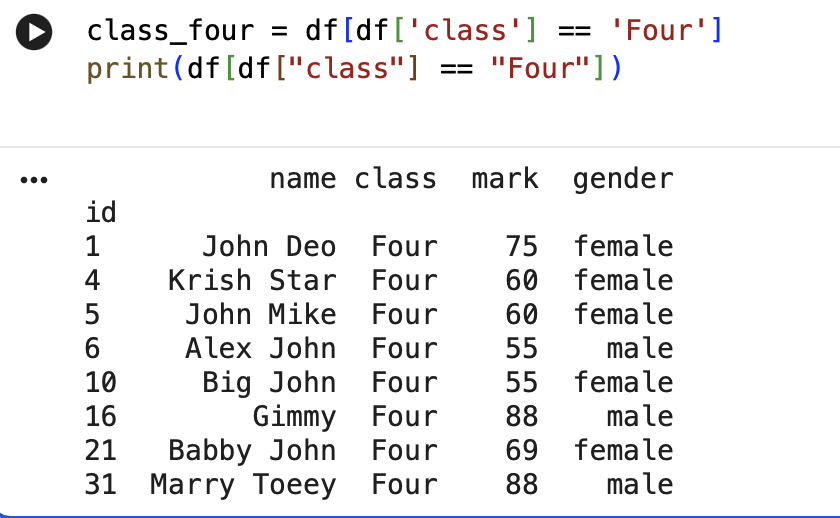 class_four = df[df['class'] == 'Four']
print(df[df["class"] == "Four"])
name class mark gender
id
1 John Deo Four 75 female
4 Krish Star Four 60 female
5 John Mike Four 60 female
6 Alex John Four 55 male
10 Big John Four 55 female
16 Gimmy Four 88 male
21 Babby John Four 69 female
31 Marry Toeey Four 88 male